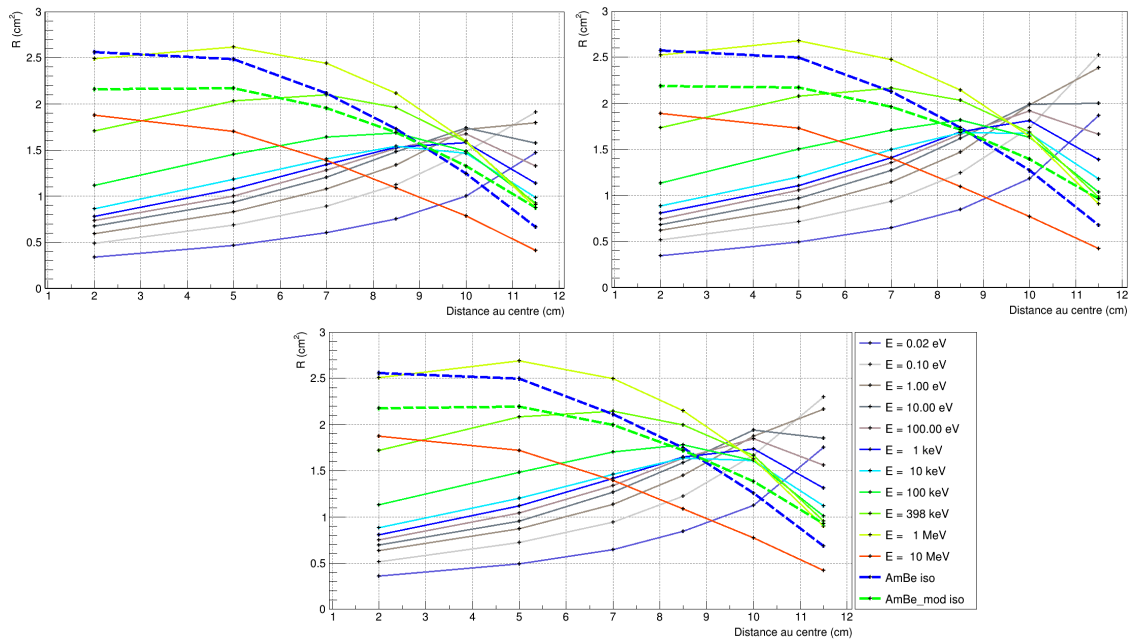 R (cm²)
3
2.5
2
1.5
1
0.5
0
1 2 3 4 5 6 7 8 9 10 11 12
Distance au centre (cm)
R (cm²)
3
2.5
2
1.5
1
0.5
0
1 2 3 4 5 6 7 8 9 10 11 12
Distance au centre (cm)
R (cm²)
3
2.5
2
1.5
1
0.5
0
1 2 3 4 5 6 7 8 9 10 11 12
Distance au centre (cm)
E = 0.02 eV
E = 0.10 eV
E = 1.00 eV
E = 10.00 eV
E = 100.00 eV
E = 1 keV
E = 10 keV
E = 100 keV
E = 398 keV
E = 1 MeV
E = 10 MeV
AmBe iso
AmBe_mod iso